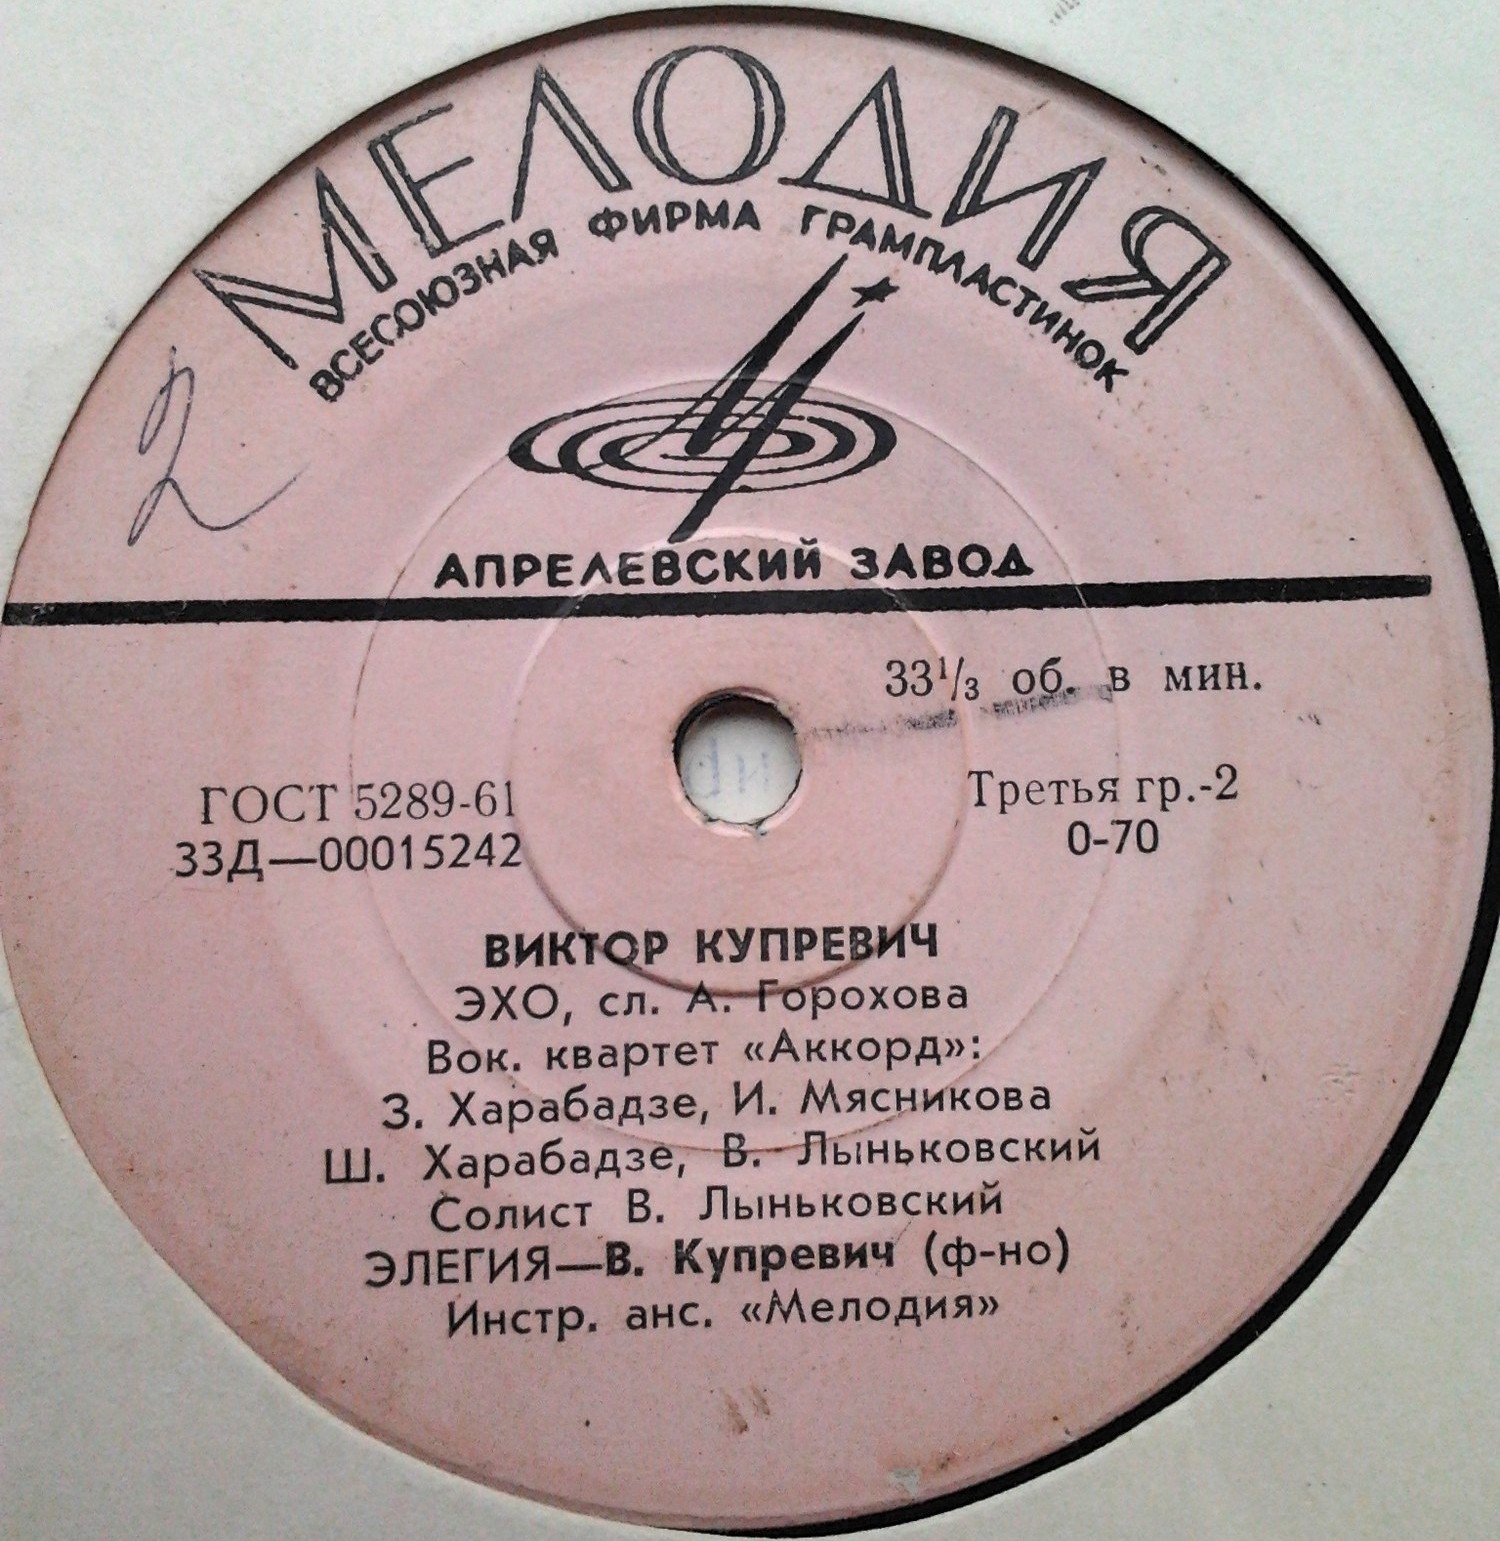 МЕЛОДИЯ
ВСЕСОЮЗНАЯ ФИРМА ГРАМПЛАСТИНОК
2
АПРЕЛЕВСКИЙ ЗАВОД
33⅓ об. в мин.
ГОСТ 5289-61
Третья гр.-2
33Д—00015242
0-70
ВИКТОР КУПРЕВИЧ
ЭХО, сл. А. Горохова
Вок. квартет «Аккорд»:
З. Харабадзе, И. Мясникова
Ш. Харабадзе, В. Лыньковский
Солист В. Лыньковский
ЭЛЕГИЯ—В. Купревич (ф-но)
Инстр. анс. «Мелодия»